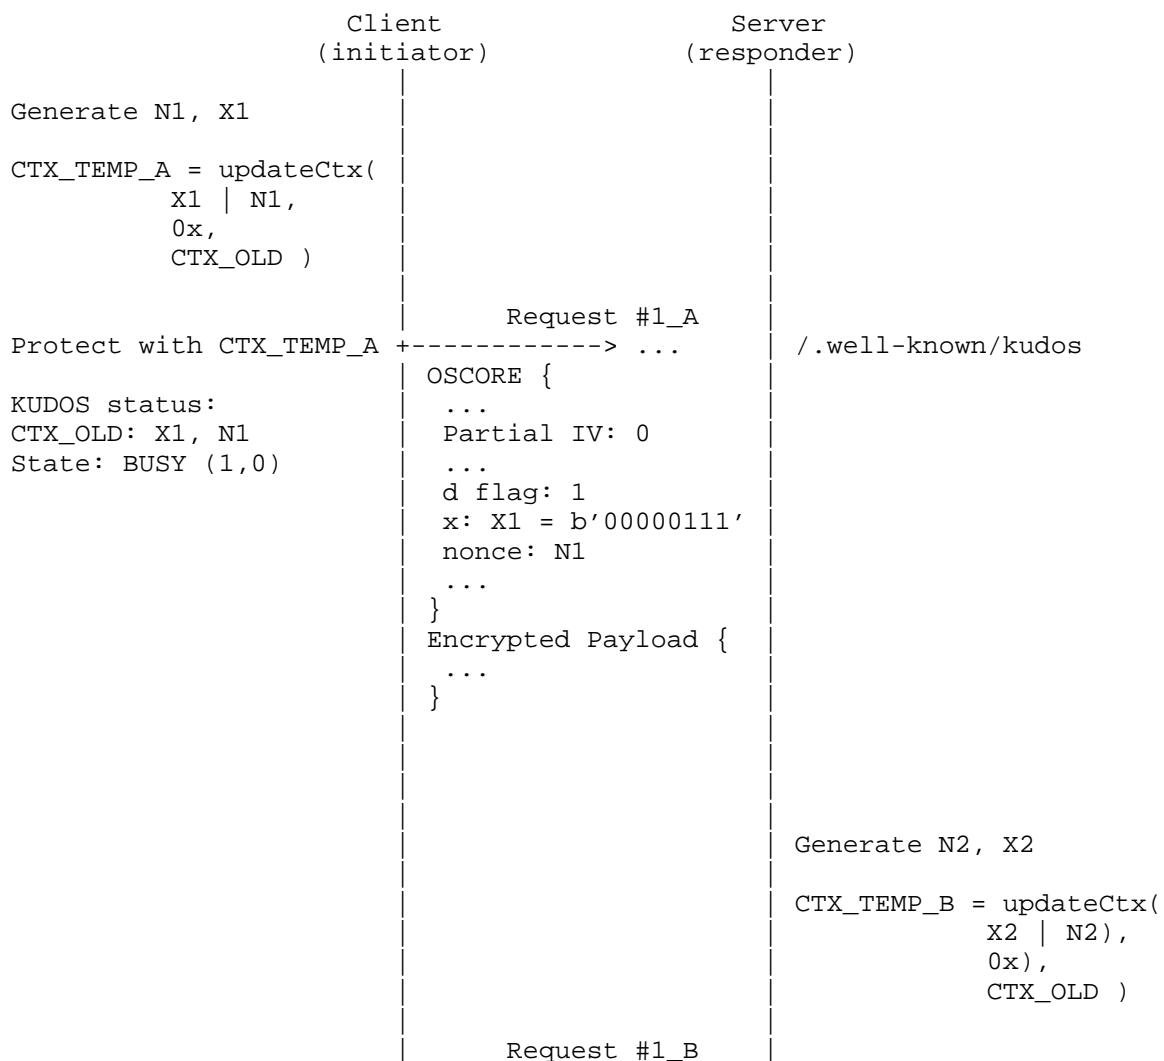 Client Server
(initiator) (responder)
| |
Generate N1, X1 | |
| |
CTX_TEMP_A = updateCtx( | |
X1 | N1, | |
0x, | |
CTX_OLD ) | |
| |
| Request #1_A |
Protect with CTX_TEMP_A +------------> ... | /.well-known/kudos
| OSCORE { |
KUDOS status: | ... |
CTX_OLD: X1, N1 | Partial IV: 0 |
State: BUSY (1,0) | ... |
| d flag: 1 |
| x: X1 = b’00000111’ |
| nonce: N1 |
| ... |
| } |
| Encrypted Payload { |
| ... |
| } |
| |
| |
| |
| |
| | Generate N2, X2
| |
| | CTX_TEMP_B = updateCtx(
| | X2 | N2),
| | 0x),
| | CTX_OLD )
| |
| Request #1_B |